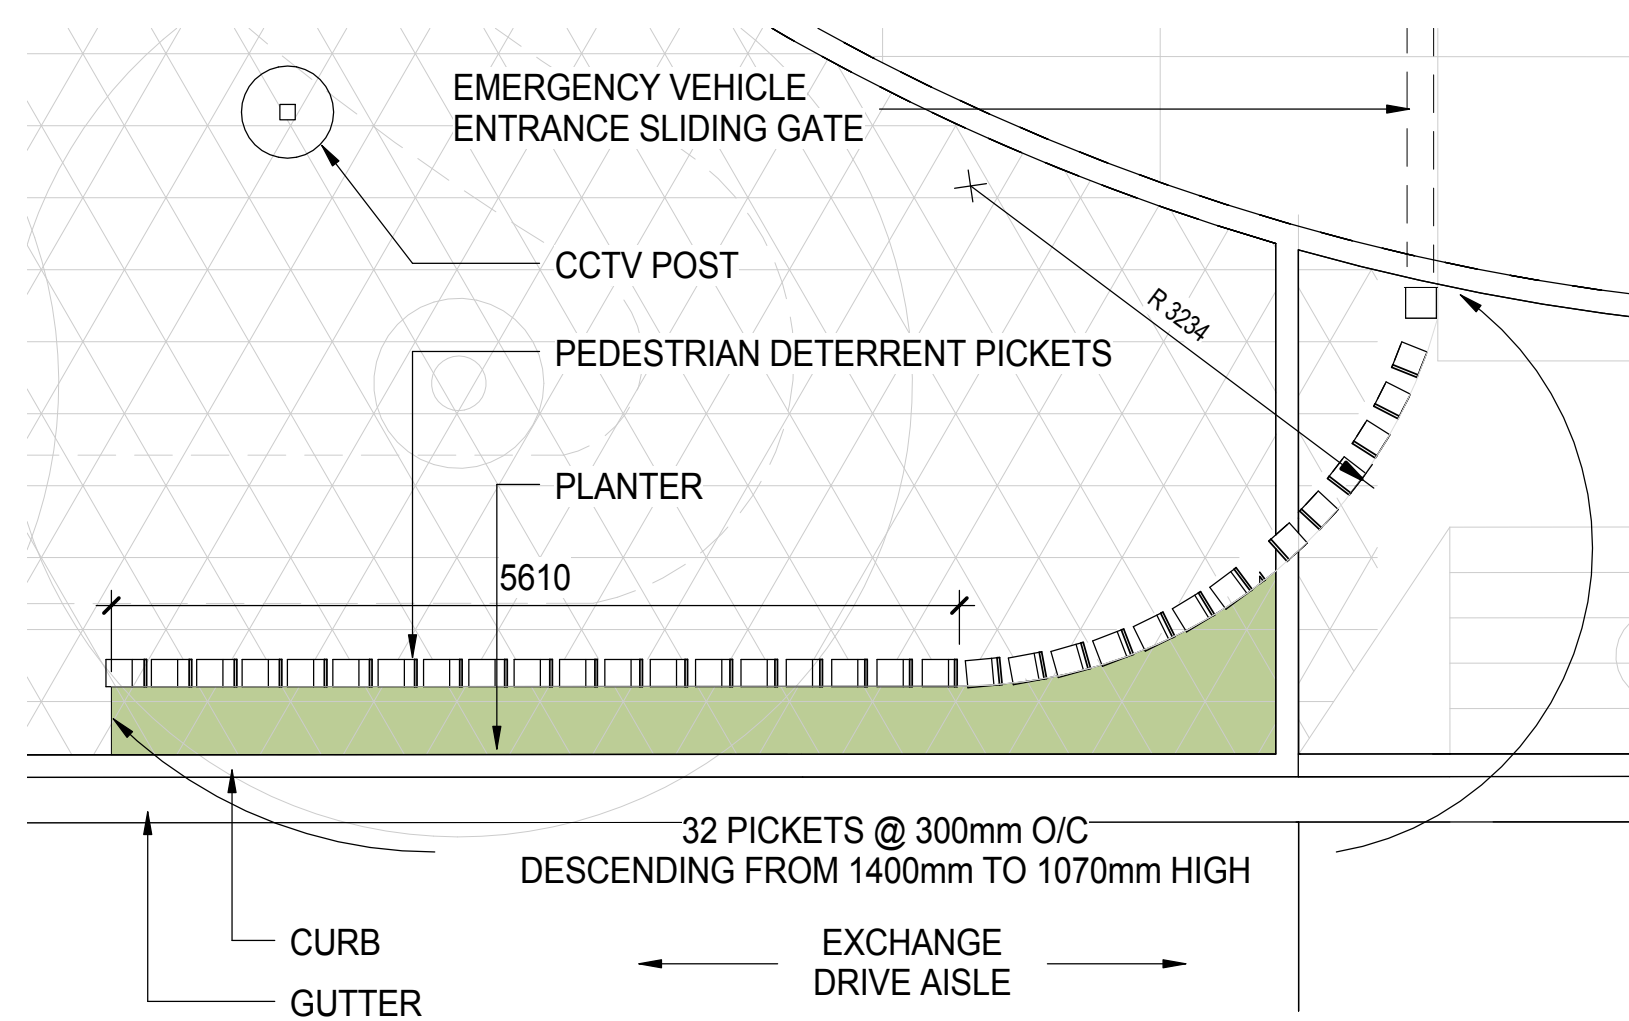 EMERGENCY VEHICLE
ENTRANCE SLIDING GATE
CCTV POST
R 3234
PEDESTRIAN DETERRENT PICKETS
PLANTER
5610
32 PICKETS @ 300mm O/C
DESCENDING FROM 1400mm TO 1070mm HIGH
CURB
GUTTER
EXCHANGE
DRIVE AISLE